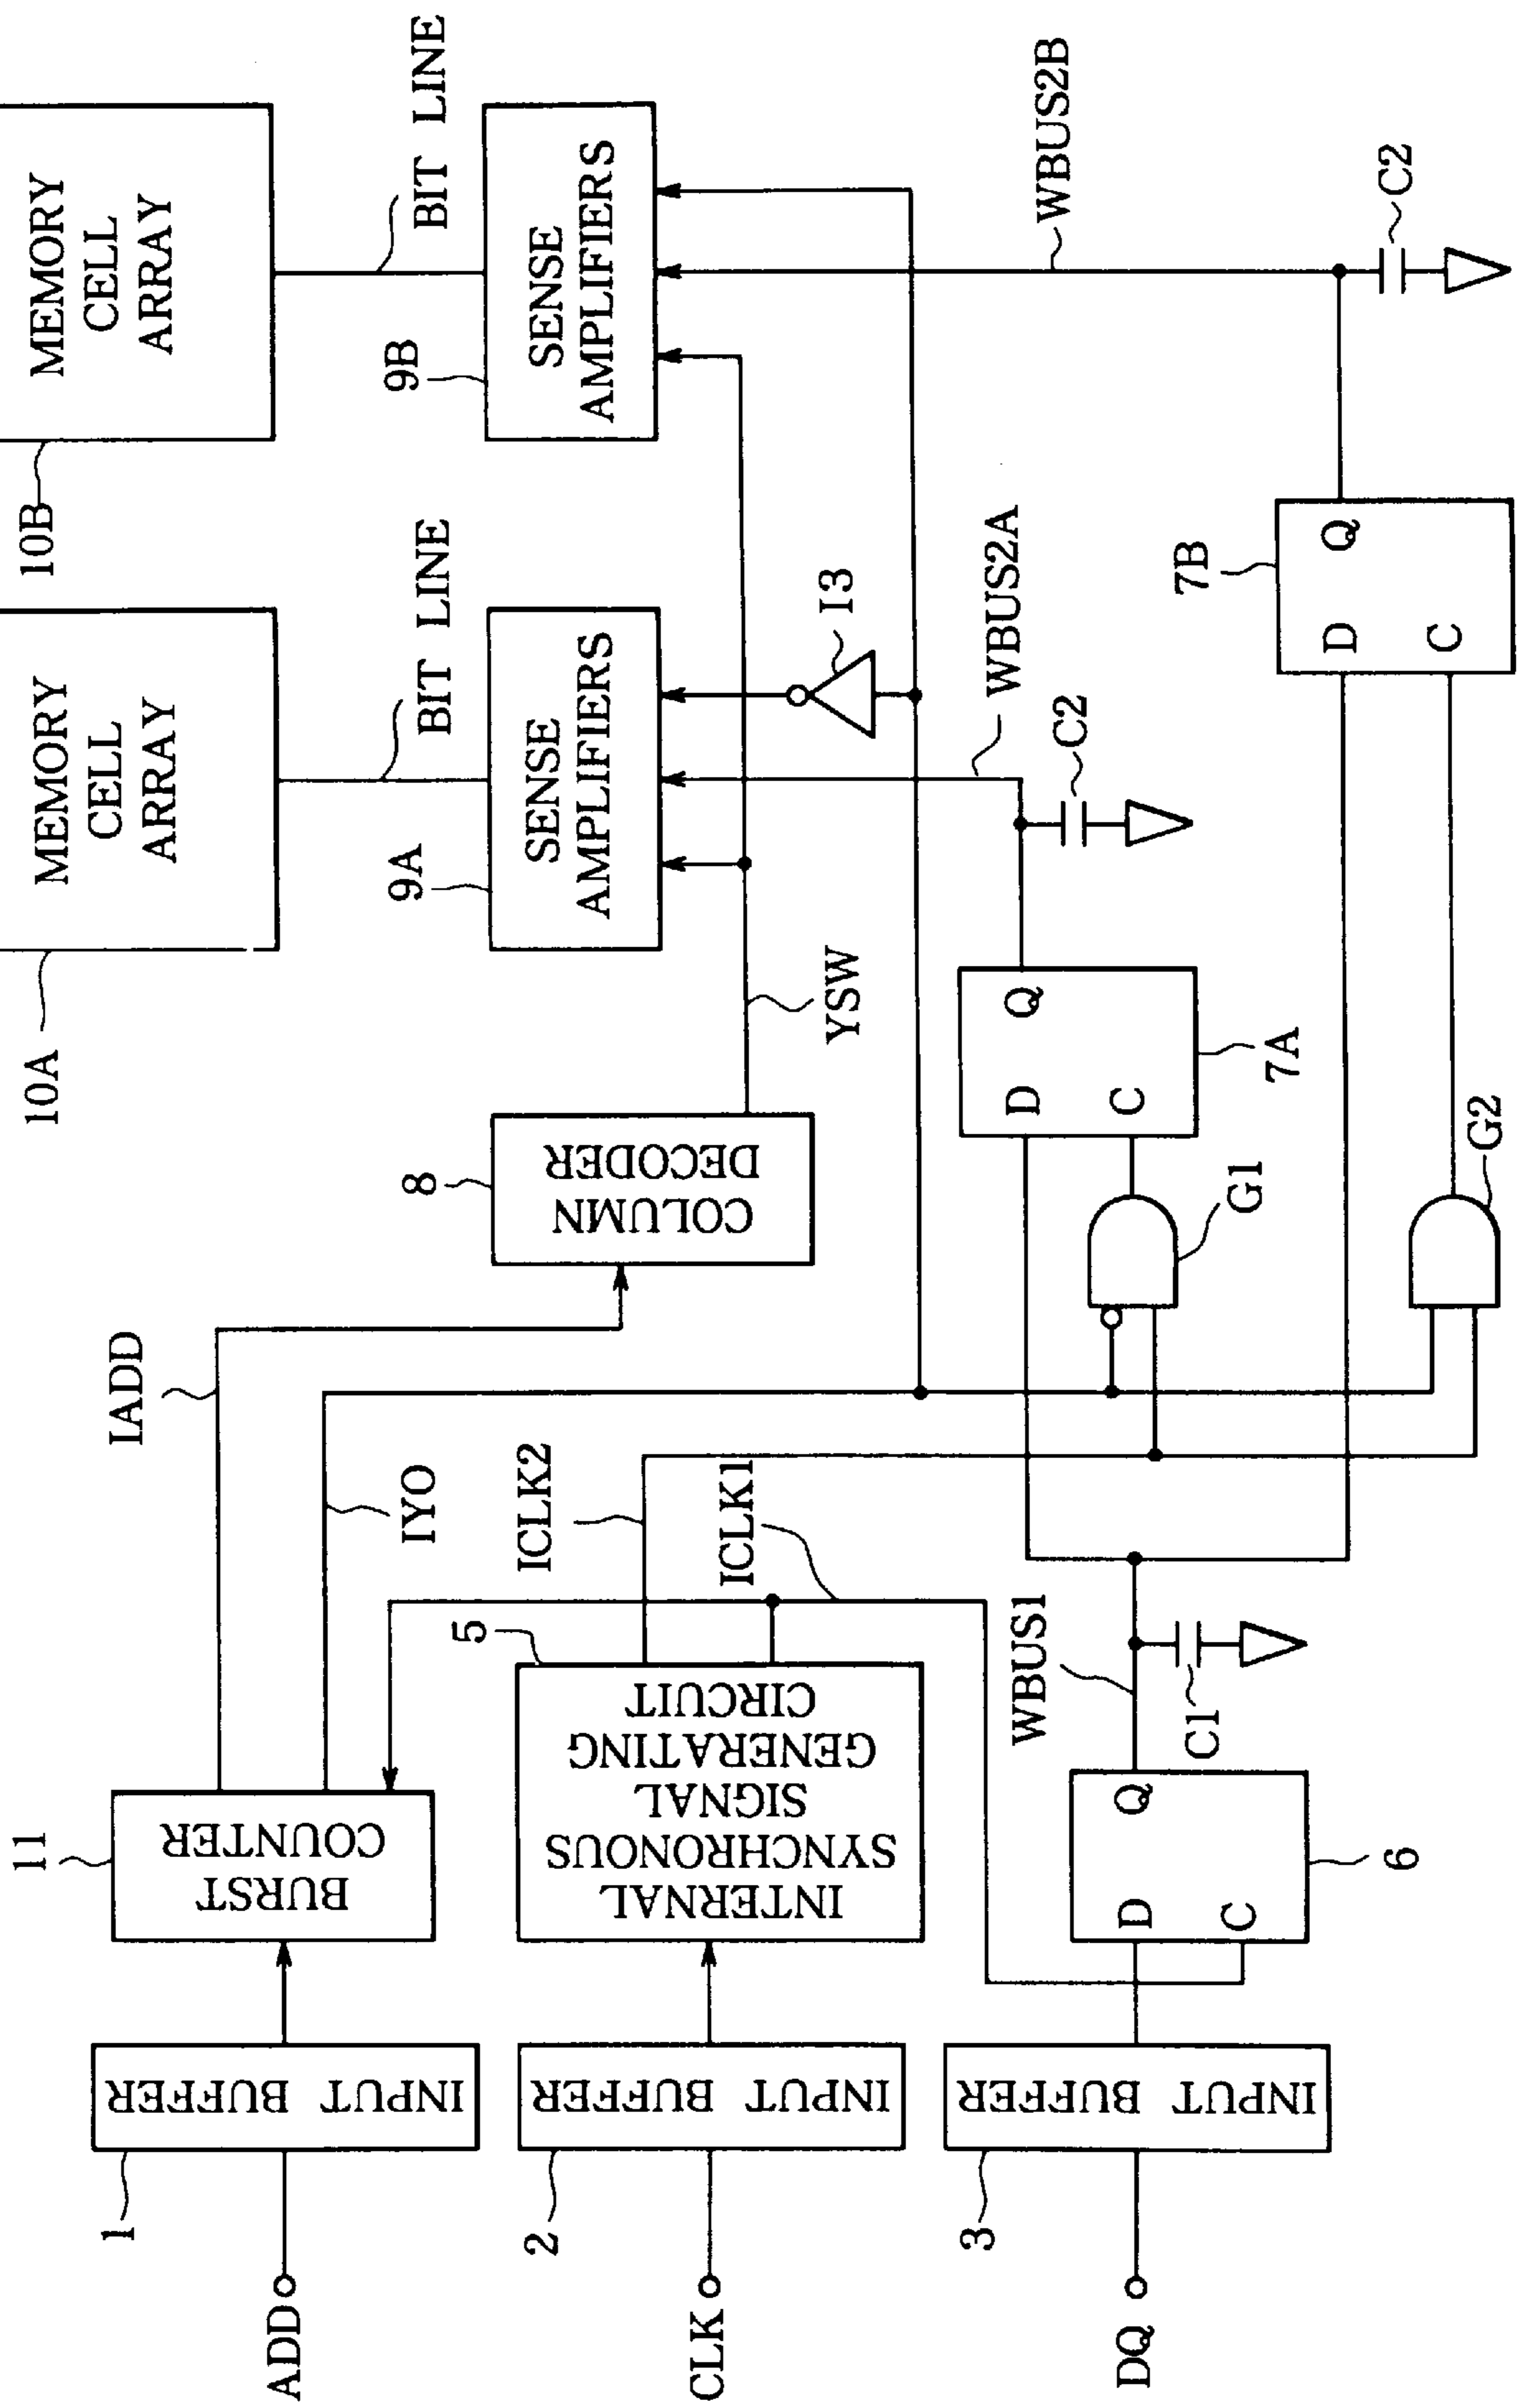 ADD
1
INPUT BUFFER
11
BURST
COUNTER
IADD
IYO
CLK
2
INPUT BUFFER
5
INTERNAL
SYNCHRONOUS
SIGNAL
GENERATING
CIRCUIT
ICLK2
ICLK1
DQ
3
INPUT BUFFER
D
C
Q
6
WBUS1
C1
8
COLUMN
DECODER
YSW
G1
G2
D
C
Q
7A
WBUS2A
C2
D
C
Q
7B
WBUS2B
C2
I3
9A
SENSE
AMPLIFIERS
BIT LINE
10A
MEMORY
CELL
ARRAY
9B
SENSE
AMPLIFIERS
BIT LINE
10B
MEMORY
CELL
ARRAY